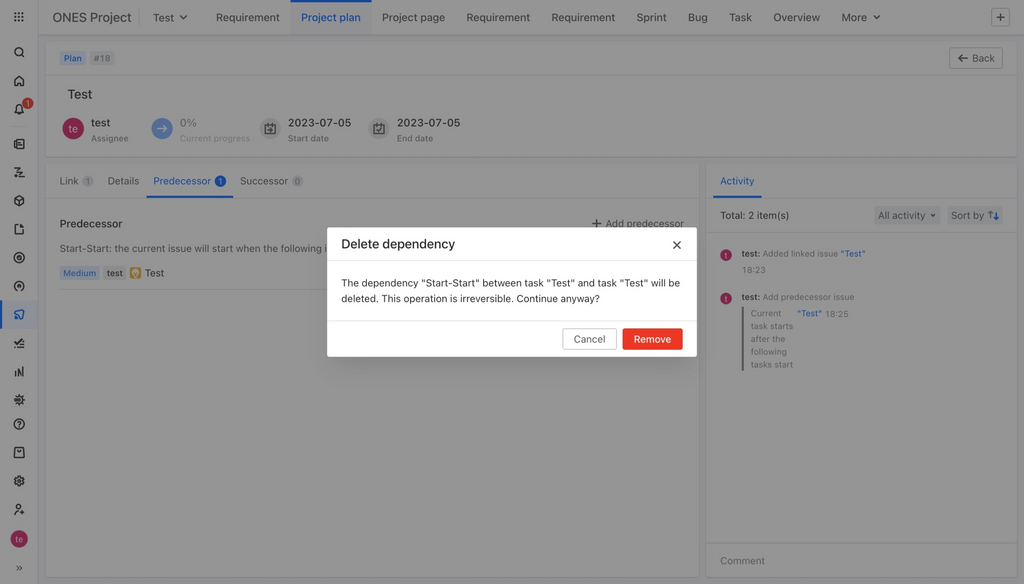 ONES Project Test Requirement Project plan Project page Requirement Requirement Sprint Bug Task Overview More
Plan #18 Back
Test
te test 0% 2023-07-05 2023-07-05
Assignee Current progress Start date End date
1
Link 1 Details Predecessor 1 Successor 0
Predecessor Add predecessor
Start-Start: the current issue will start when the following i
Medium test Test
Delete dependency
The dependency "Start-Start" between task "Test" and task "Test" will be
deleted. This operation is irreversible. Continue anyway?
Cancel Remove
Activity
Total: 2 item(s) All activity Sort by
t test: Added linked issue "Test"
18:23
t test: Add predecessor issue
Current "Test" 18:25
task starts
after the
following
tasks start
Comment
te